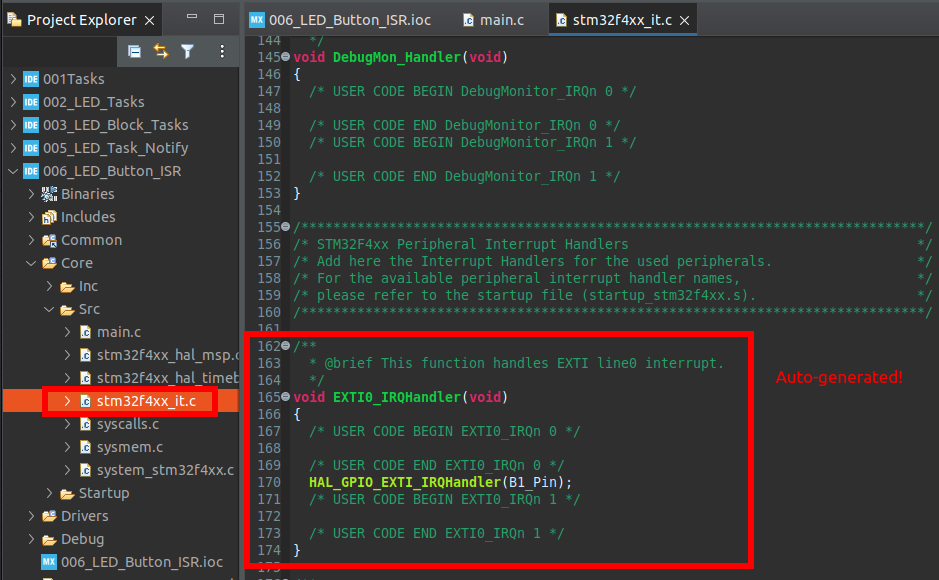 Project Explorer
006_LED_Button_ISR.ioc
main.c
stm32f4xx_it.c
001Tasks
002_LED_Tasks
003_LED_Block_Tasks
005_LED_Task_Notify
006_LED_Button_ISR
Binaries
Includes
Common
Core
Inc
Src
main.c
stm32f4xx_hal_msp.c
stm32f4xx_hal_timeb
stm32f4xx_it.c
syscalls.c
sysmem.c
system_stm32f4xx.c
Startup
Drivers
Debug
006_LED_Button_ISR.ioc
144 */
145 void DebugMon_Handler(void)
146 {
147 /* USER CODE BEGIN DebugMonitor_IRQn 0 */
148
149 /* USER CODE END DebugMonitor_IRQn 0 */
150 /* USER CODE BEGIN DebugMonitor_IRQn 1 */
151
152 /* USER CODE END DebugMonitor_IRQn 1 */
153 }
154
155 /******************************************************************************/
156 /* STM32F4xx Peripheral Interrupt Handlers */
157 /* Add here the Interrupt Handlers for the used peripherals. */
158 /* For the available peripheral interrupt handler names, */
159 /* please refer to the startup file (startup_stm32f4xx.s). */
160 /******************************************************************************/
161
162 /**
163 * @brief This function handles EXTI line0 interrupt.
164 */
165 void EXTI0_IRQHandler(void)
166 {
167 /* USER CODE BEGIN EXTI0_IRQn 0 */
168
169 /* USER CODE END EXTI0_IRQn 0 */
170 HAL_GPIO_EXTI_IRQHandler(B1_Pin);
171 /* USER CODE BEGIN EXTI0_IRQn 1 */
172
173 /* USER CODE END EXTI0_IRQn 1 */
174 }
Auto-generated!